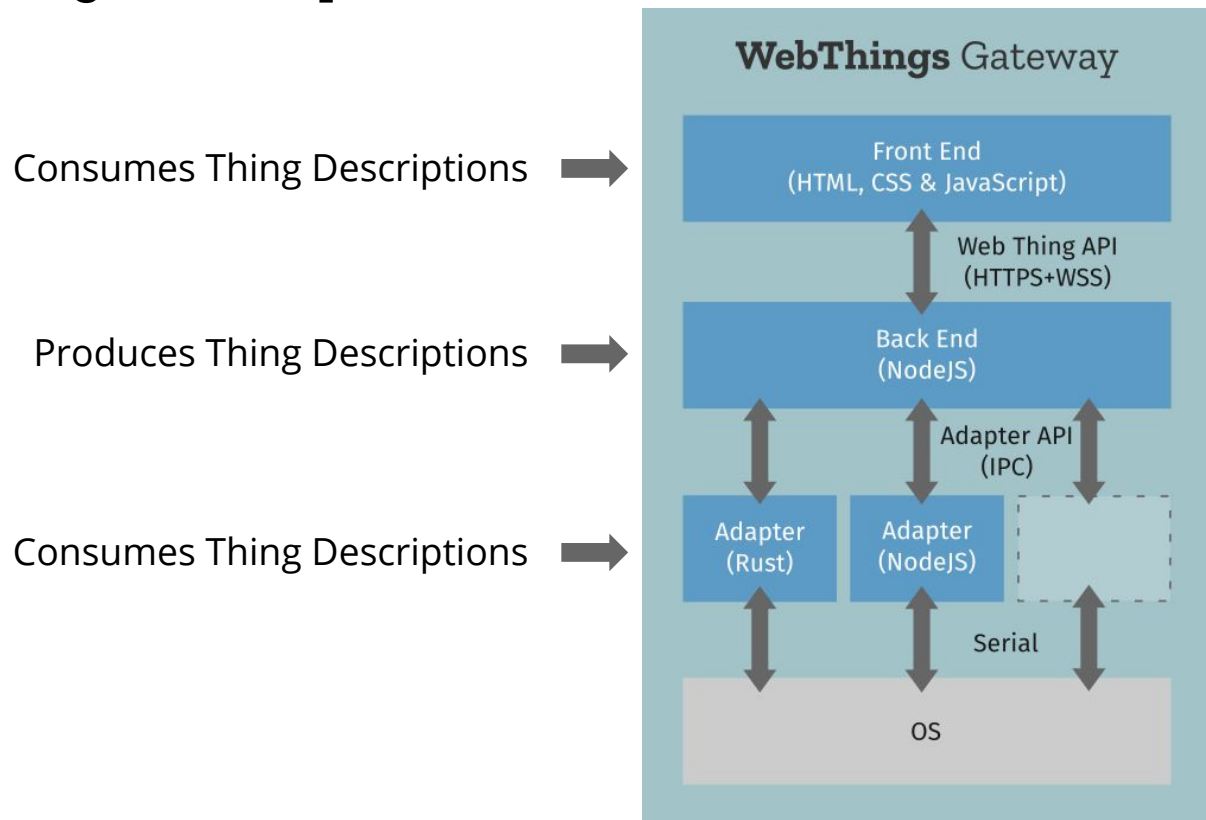 WebThings Gateway
Consumes Thing Descriptions
Front End
(HTML, CSS & JavaScript)
Web Thing API
(HTTPS+WSS)
Produces Thing Descriptions
Back End
(NodeJS)
Adapter API
(IPC)
Consumes Thing Descriptions
Adapter
(Rust)
Adapter
(NodeJS)
Serial
OS